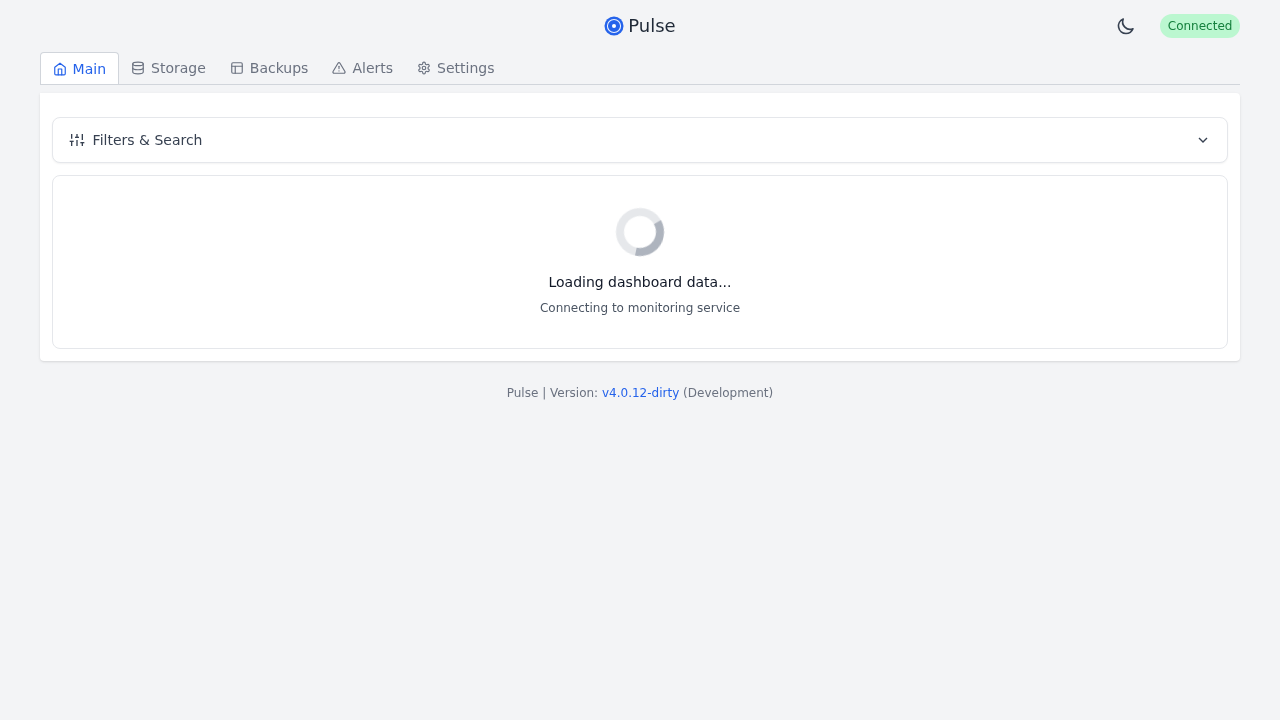 Pulse
Connected
Main
Storage
Backups
Alerts
Settings
Filters & Search
Loading dashboard data...
Connecting to monitoring service
Pulse | Version: v4.0.12-dirty (Development)